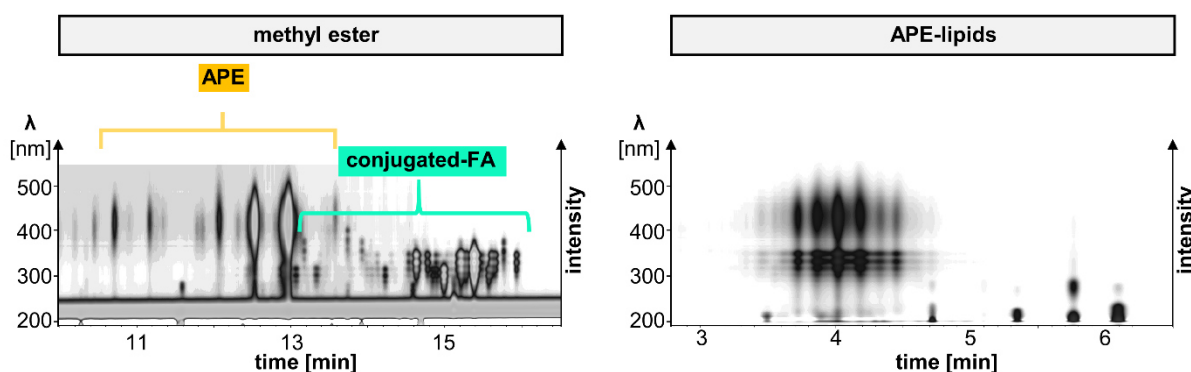 methyl ester
APE
λ
[nm]
conjugated-FA
500
400
300
200
intensity
11
13
15
time [min]
APE-lipids
λ
[nm]
500
400
300
200
intensity
3
4
5
6
time [min]